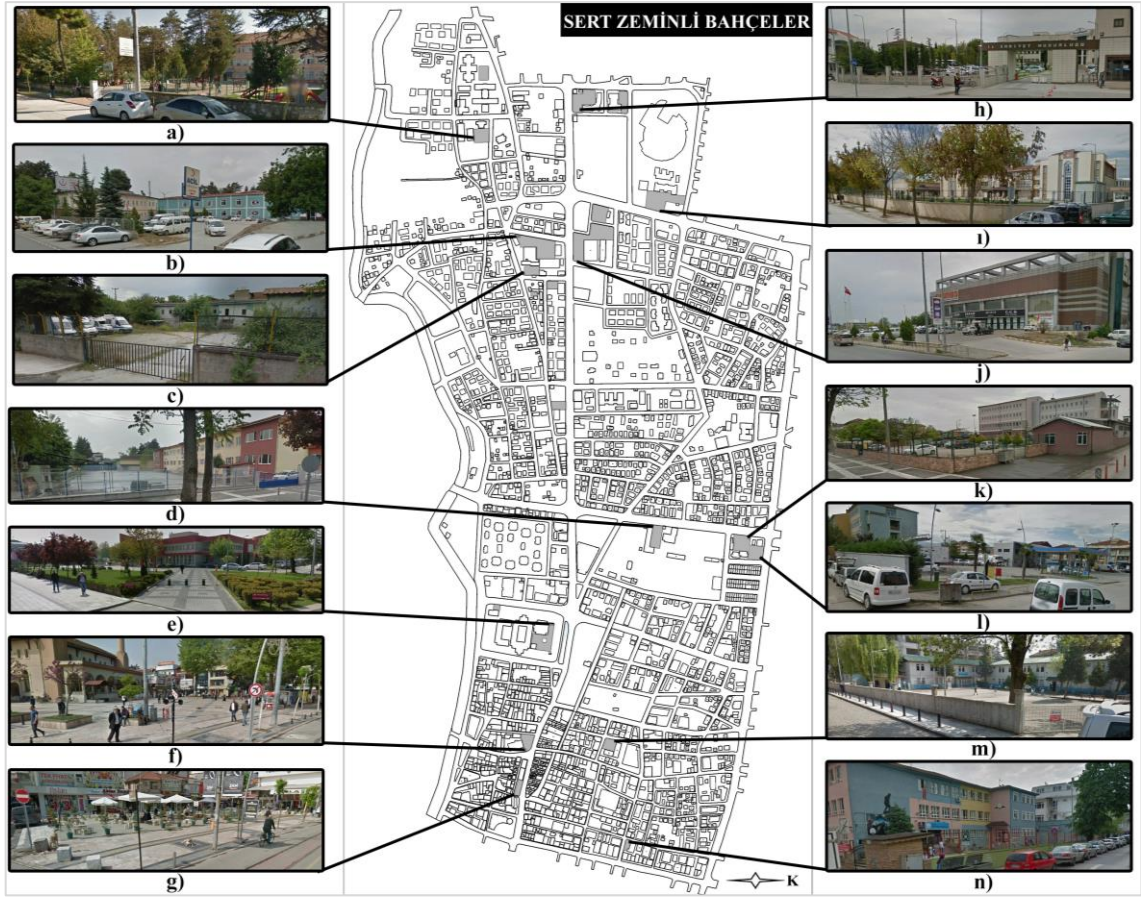 SERT ZEMİNLİ BAHÇELER
a)
b)
c)
d)
e)
f)
g)
h)
ı)
j)
k)
l)
m)
n)
K